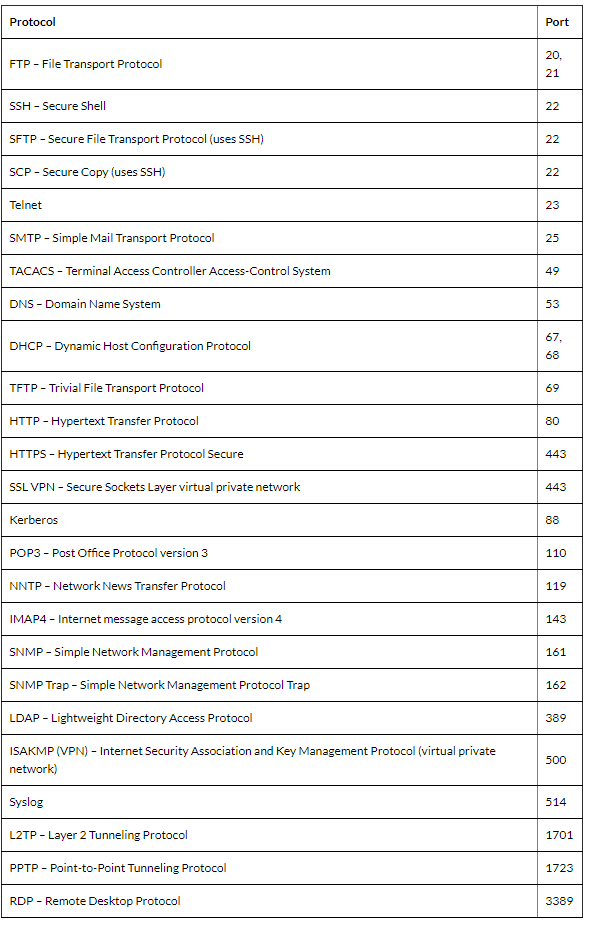 Protocol Port
FTP – File Transport Protocol 20,
21
SSH – Secure Shell 22
SFTP – Secure File Transport Protocol (uses SSH) 22
SCP – Secure Copy (uses SSH) 22
Telnet 23
SMTP – Simple Mail Transport Protocol 25
TACACS – Terminal Access Controller Access-Control System 49
DNS – Domain Name System 53
DHCP – Dynamic Host Configuration Protocol 67,
68
TFTP – Trivial File Transport Protocol 69
HTTP – Hypertext Transfer Protocol 80
HTTPS – Hypertext Transfer Protocol Secure 443
SSL VPN – Secure Sockets Layer virtual private network 443
Kerberos 88
POP3 – Post Office Protocol version 3 110
NNTP – Network News Transfer Protocol 119
IMAP4 – Internet message access protocol version 4 143
SNMP – Simple Network Management Protocol 161
SNMP Trap – Simple Network Management Protocol Trap 162
LDAP – Lightweight Directory Access Protocol 389
ISAKMP (VPN) – Internet Security Association and Key Management Protocol (virtual private
network) 500
Syslog 514
L2TP – Layer 2 Tunneling Protocol 1701
PPTP – Point-to-Point Tunneling Protocol 1723
RDP – Remote Desktop Protocol 3389